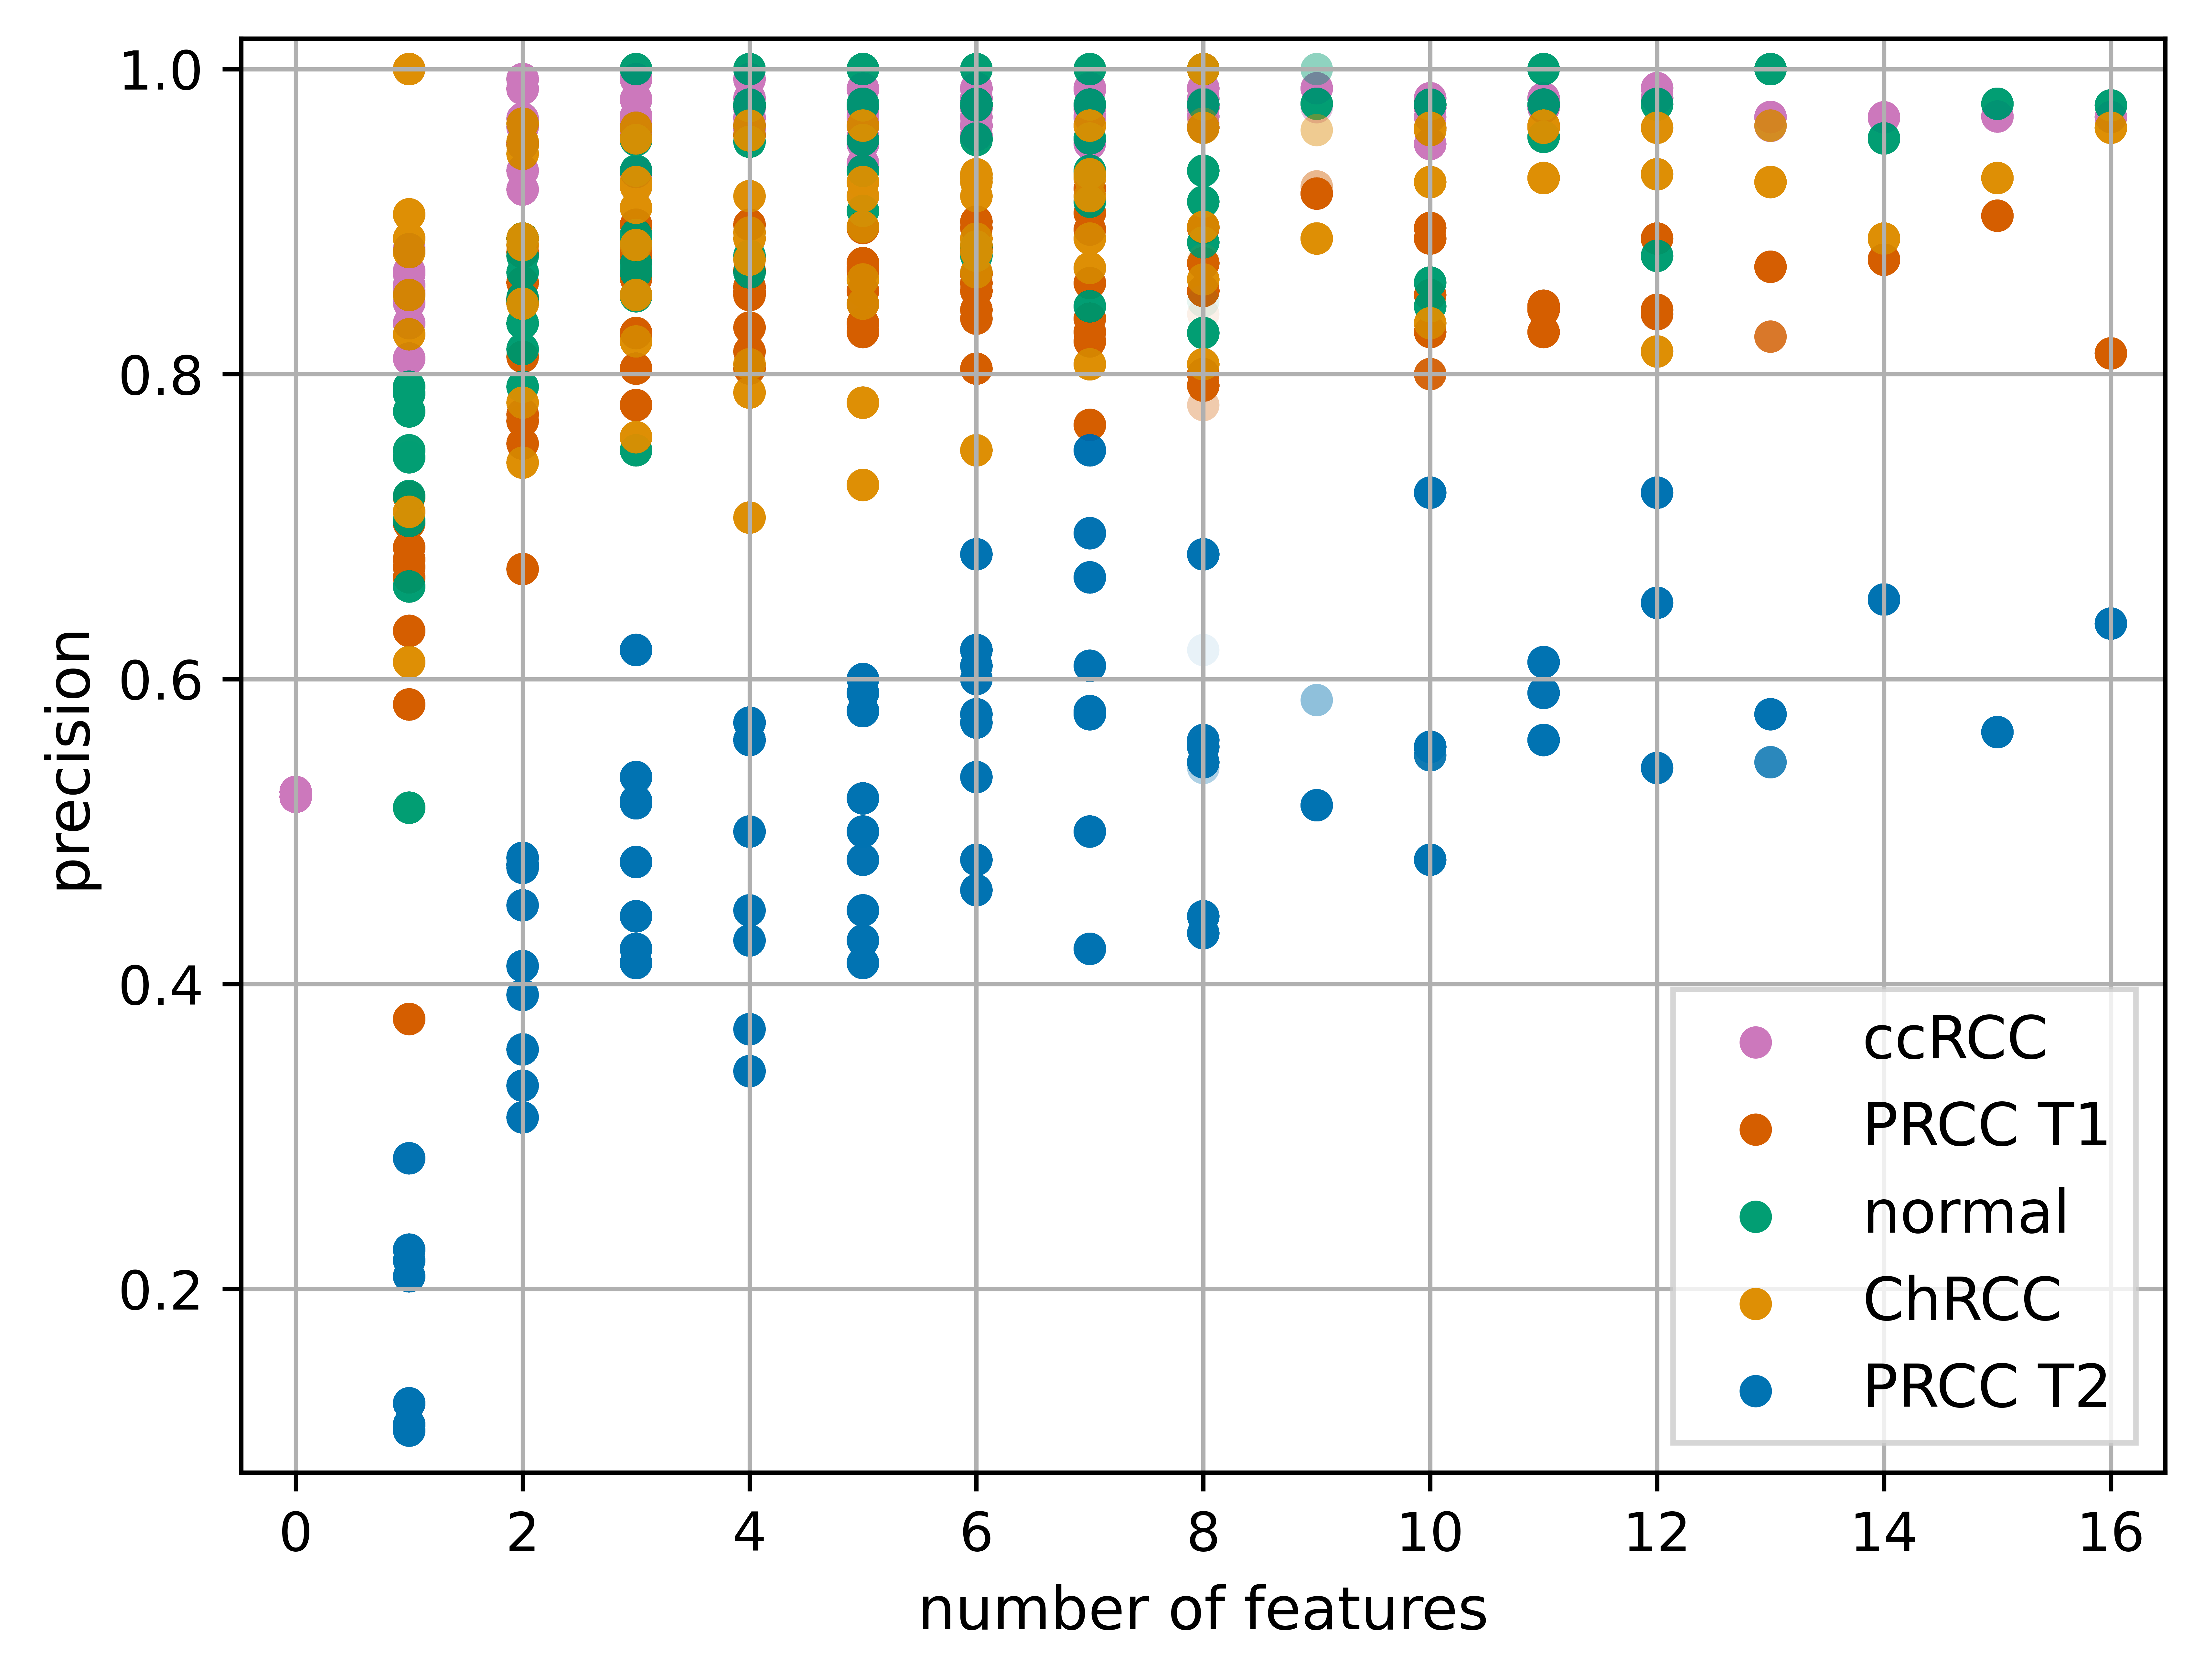 1.0
0.8
0.6
0.4
0.2
precision
ccRCC
PRCC T1
normal
ChRCC
PRCC T2
0 2 4 6 8 10 12 14 16
number of features